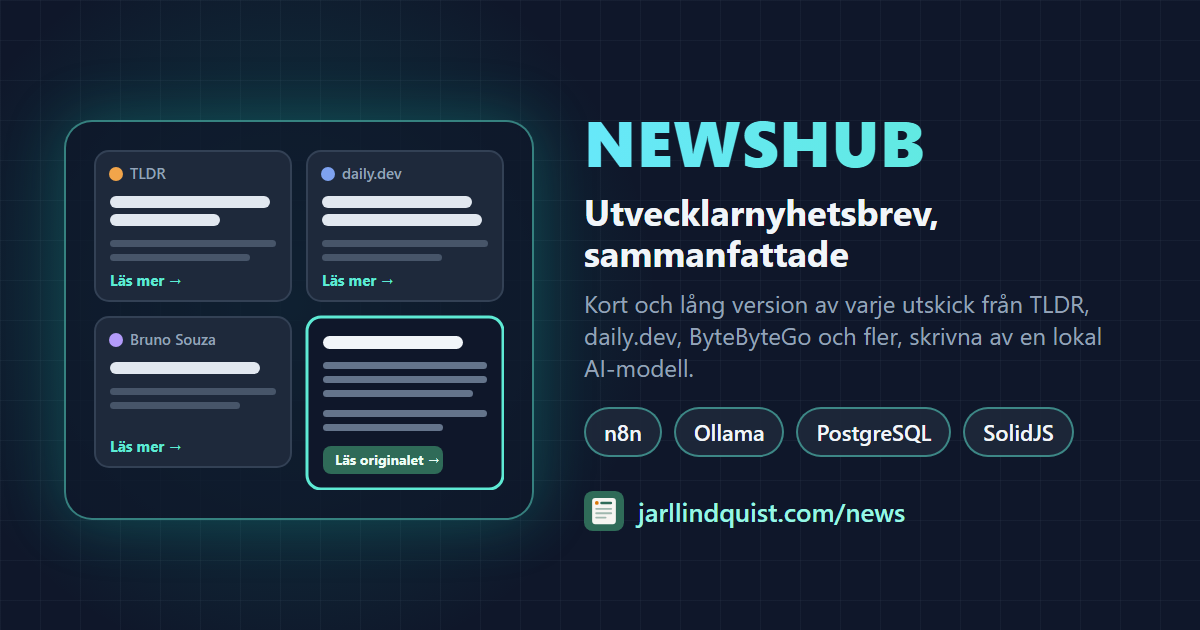 TLDR
Läs mer →
daily.dev
Läs mer →
Bruno Souza
Läs mer →
Läs originalet →
NEWSHUB
Utvecklarnyhetsbrev,
sammanfattade
Kort och lång version av varje utskick från TLDR,
daily.dev, ByteByteGo och fler, skrivna av en lokal
AI-modell.
n8n
Ollama
PostgreSQL
SolidJS
jarllindquist.com/news